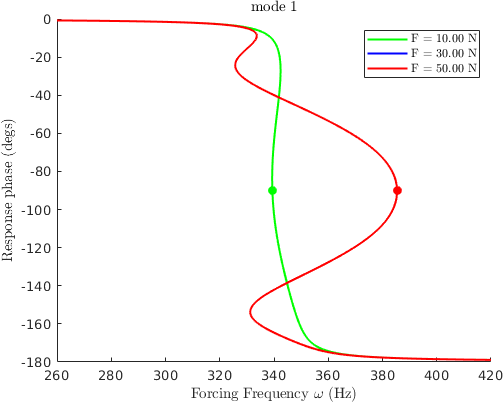 mode 1
F = 10.00 N
F = 30.00 N
F = 50.00 N
Response phase (degs)
0
-20
-40
-60
-80
-100
-120
-140
-160
-180
260 280 300 320 340 360 380 400 420
Forcing Frequency ω (Hz)